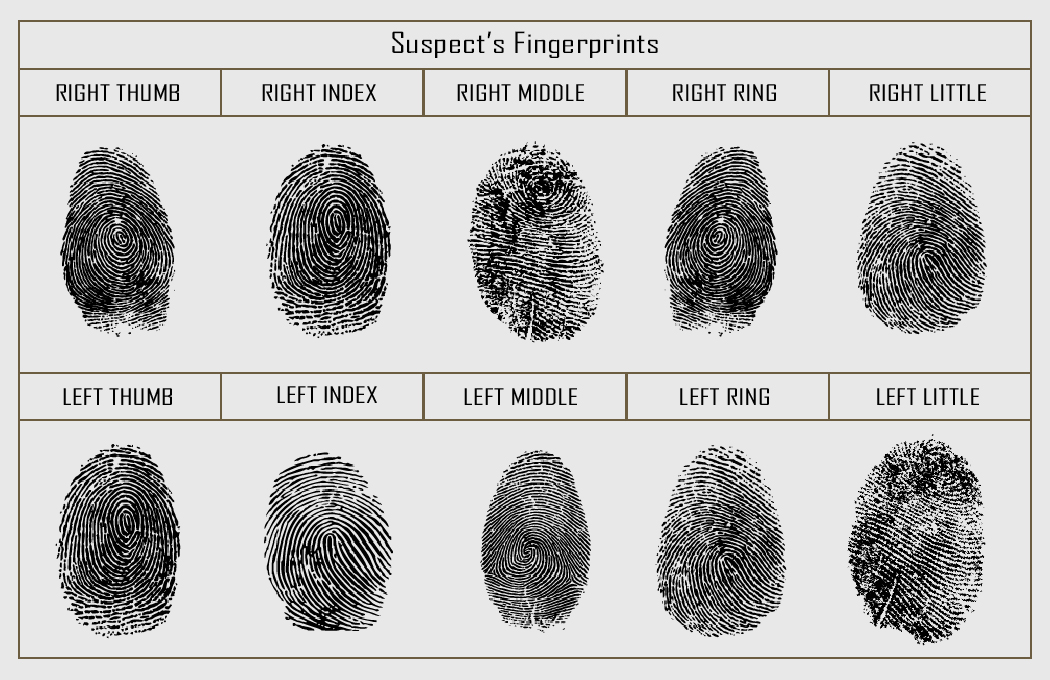 Suspect's Fingerprints
RIGHT THUMB RIGHT INDEX RIGHT MIDDLE RIGHT RING RIGHT LITTLE
LEFT THUMB LEFT INDEX LEFT MIDDLE LEFT RING LEFT LITTLE